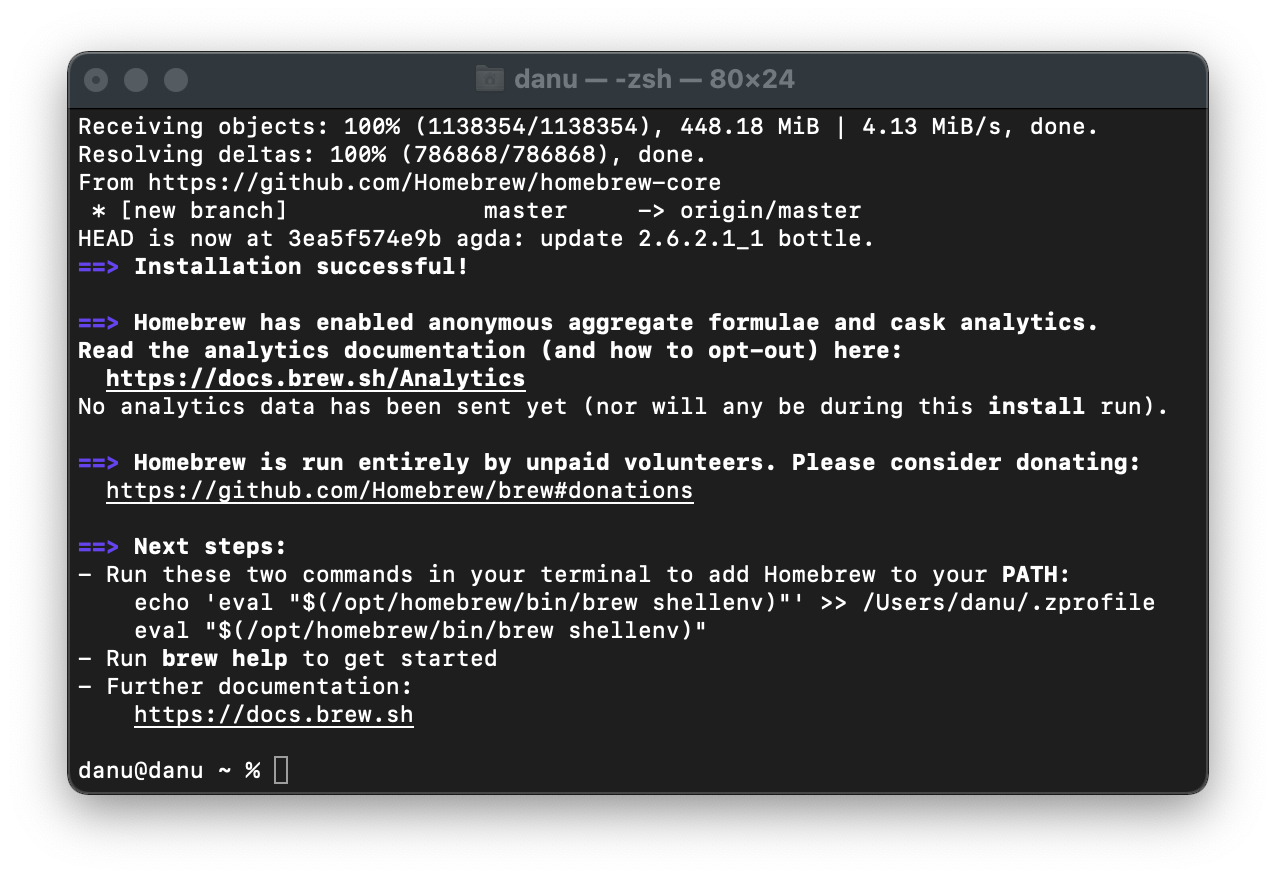 danu — -zsh — 80×24
Receiving objects: 100% (1138354/1138354), 448.18 MiB | 4.13 MiB/s, done.
Resolving deltas: 100% (786868/786868), done.
From https://github.com/Homebrew/homebrew-core
 * [new branch]              master     -> origin/master
HEAD is now at 3ea5f574e9b agda: update 2.6.2.1_1 bottle.
==> Installation successful!

==> Homebrew has enabled anonymous aggregate formulae and cask analytics.
Read the analytics documentation (and how to opt-out) here:
  https://docs.brew.sh/Analytics
No analytics data has been sent yet (nor will any be during this install run).

==> Homebrew is run entirely by unpaid volunteers. Please consider donating:
  https://github.com/Homebrew/brew#donations

==> Next steps:
- Run these two commands in your terminal to add Homebrew to your PATH:
    echo 'eval "$(/opt/homebrew/bin/brew shellenv)"' >> /Users/danu/.zprofile
    eval "$(/opt/homebrew/bin/brew shellenv)"
- Run brew help to get started
- Further documentation:
    https://docs.brew.sh

danu@danu ~ %